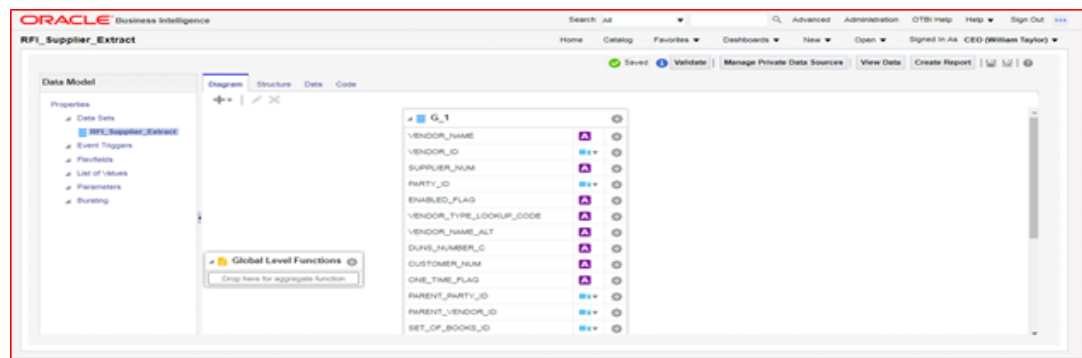 ORACLE Business Intelligence
Search All
Advanced Administration OTBI Help Help Sign Out
RFI_Supplier_Extract
Home Catalog Favorites Dashboards New Open Signed In As CEO (William Taylor)
Saved Validate Manage Private Data Sources View Data Create Report
Data Model
Diagram Structure Data Code
Properties
Data Sets
RFI_Supplier_Extract
Event Triggers
Flexfields
List of Values
Parameters
Bursting
G_1
VENDOR_NAME
VENDOR_ID
SUPPLIER_NUM
PARTY_ID
ENABLED_FLAG
VENDOR_TYPE_LOOKUP_CODE
VENDOR_NAME_ALT
DUNS_NUMBER_C
CUSTOMER_NUM
ONE_TIME_FLAG
PARENT_PARTY_ID
PARENT_VENDOR_ID
SET_OF_BOOKS_ID
Global Level Functions
Drop here for aggregate function